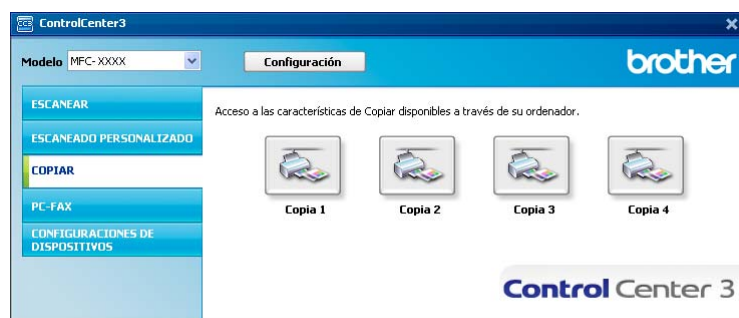 ControlCenter3
Modelo MFC-XXXX Configuración brother
ESCANEAR
ESCANEADO PERSONALIZADO
COPIAR
PC-FAX
CONFIGURACIONES DE
DISPOSITIVOS
Acceso a las características de Copiar disponibles a través de su ordenador.
Copia 1 Copia 2 Copia 3 Copia 4
Control Center 3